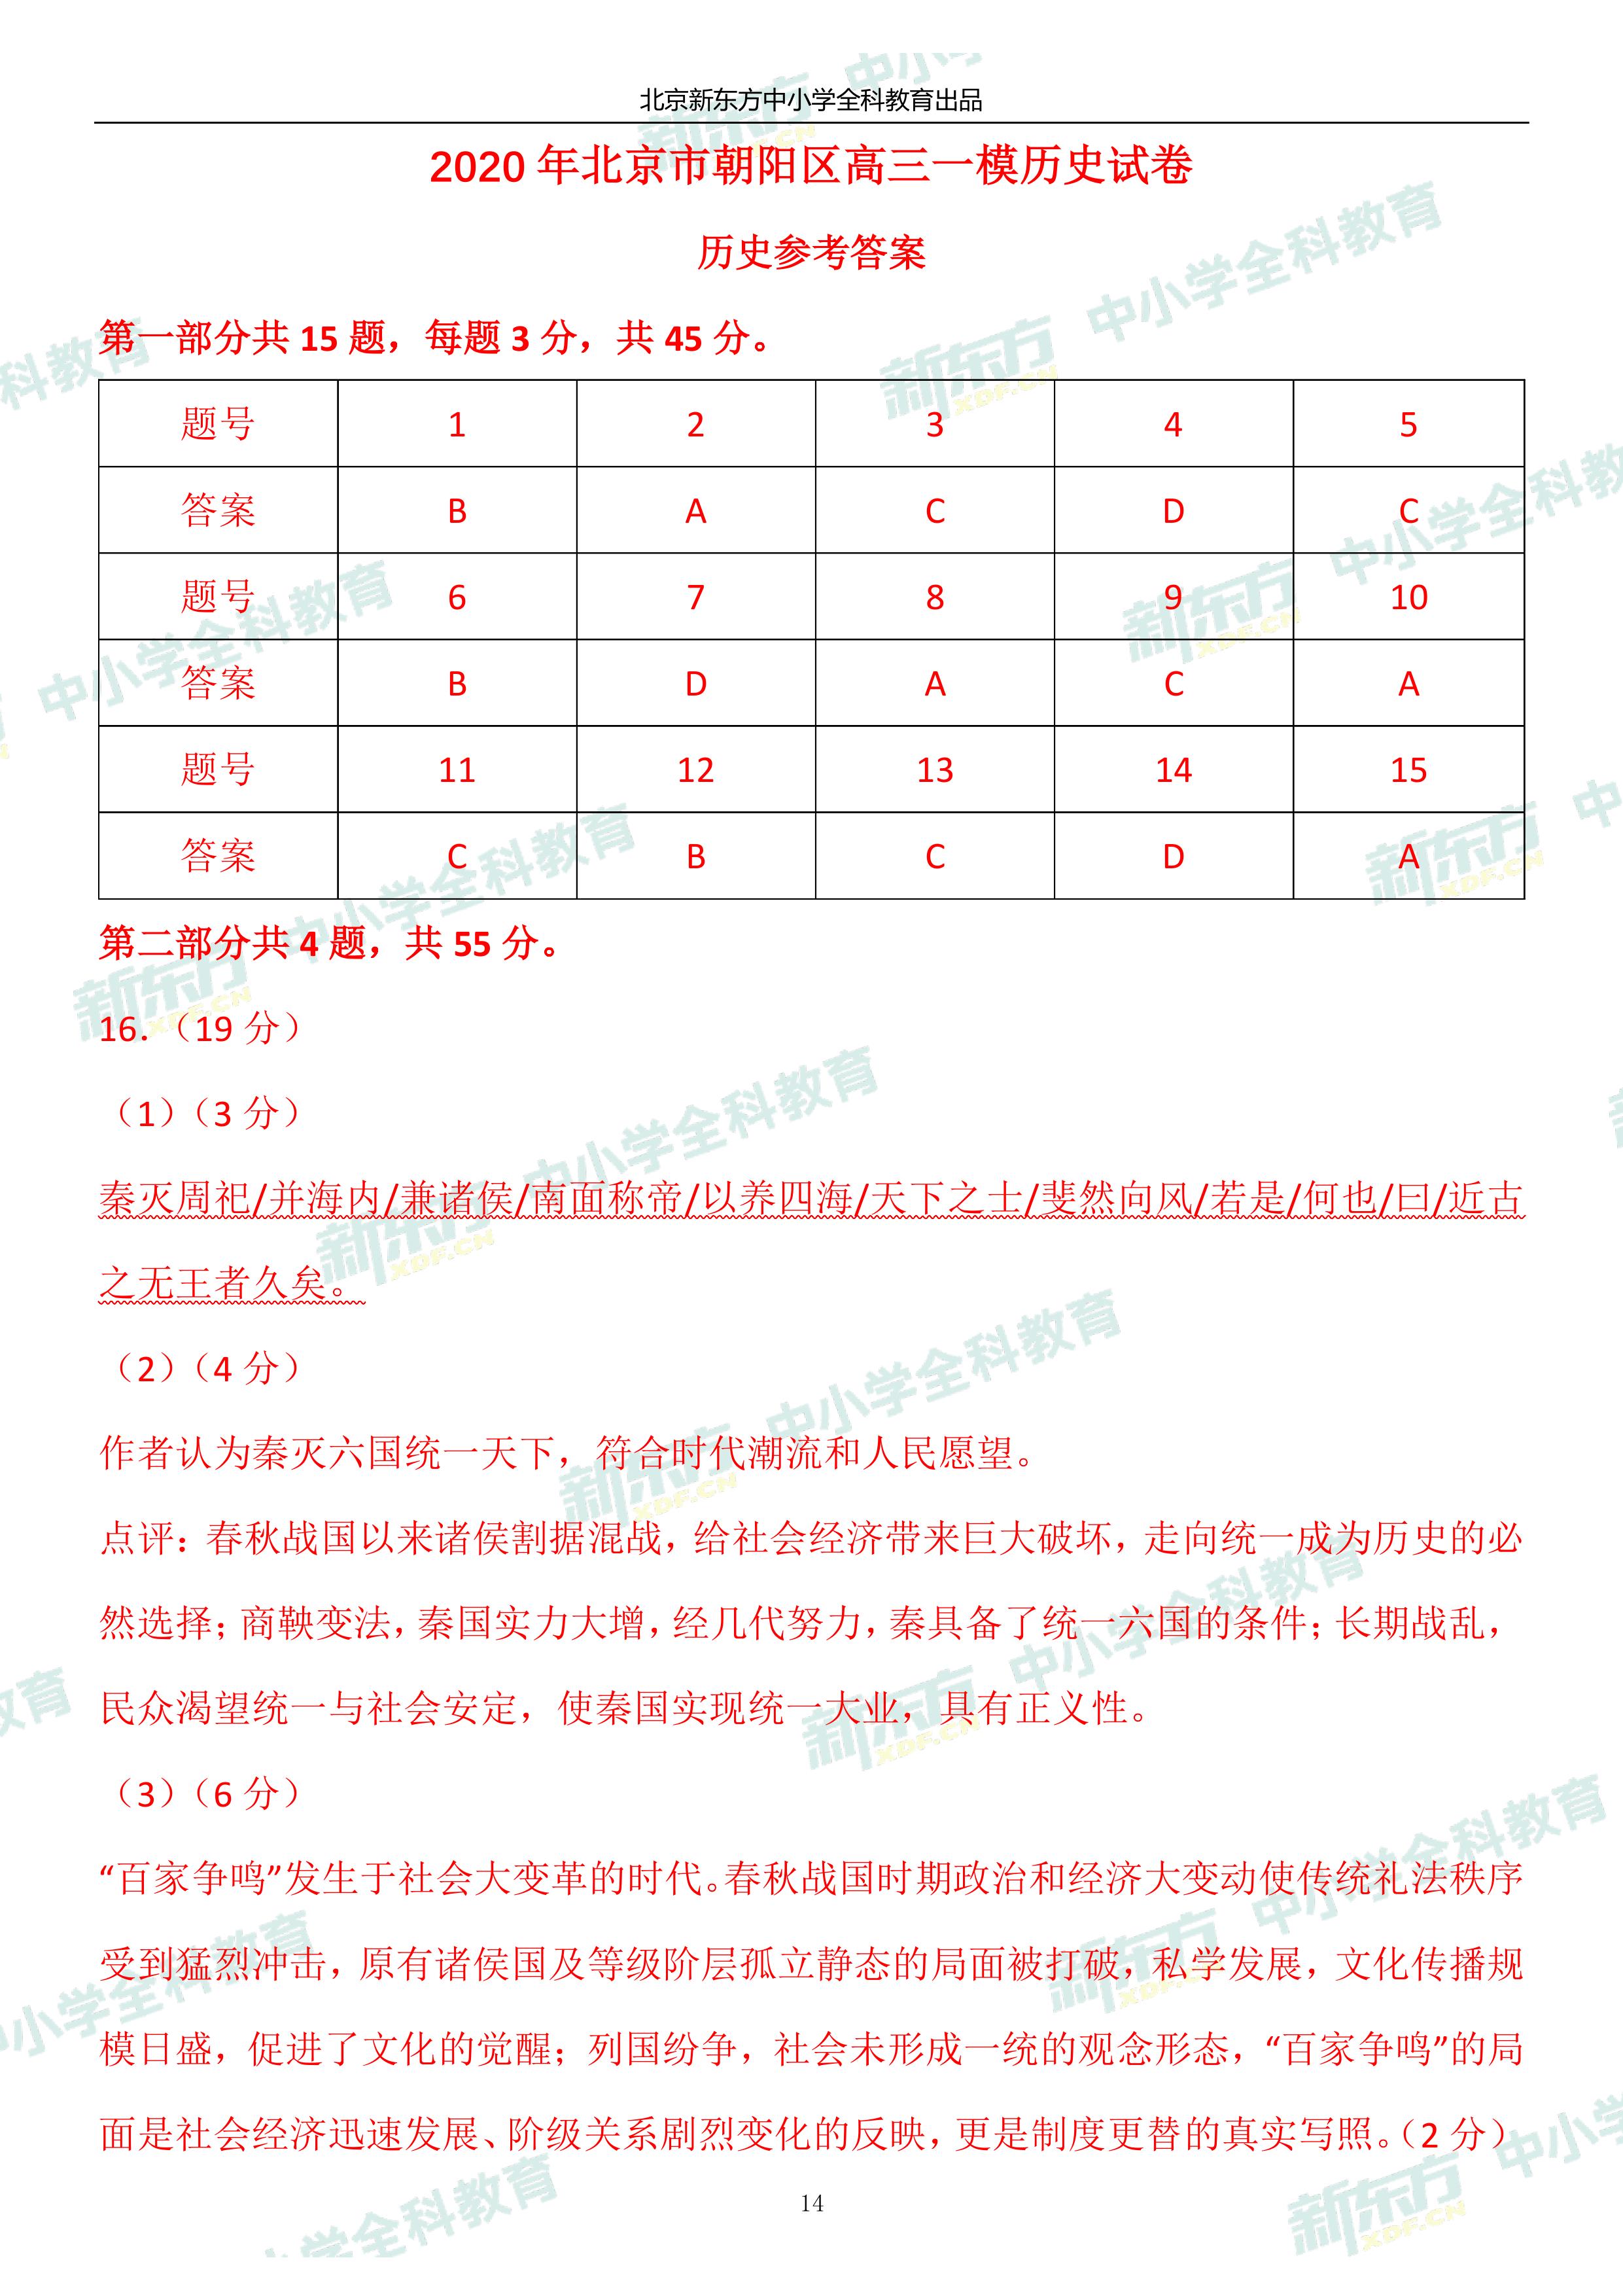 北京新东方中小学全科教育出品
2020 年北京市朝阳区高三一模历史试卷
历史参考答案
第一部分共 15 题，每题 3 分，共 45 分。
题号 1 2 3 4 5
答案 B A C D C
题号 6 7 8 9 10
答案 B D A C A
题号 11 12 13 14 15
答案 C B C D A
第二部分共 4 题，共 55 分。
16.（19 分）
（1）（3 分）
秦灭周祀/并海内/兼诸侯/南面称帝/以养四海/天下之士/斐然向风/若是/何也/曰/近古
之无王者久矣。
（2）（4 分）
作者认为秦灭六国统一天下，符合时代潮流和人民愿望。
点评：春秋战国以来诸侯割据混战，给社会经济带来巨大破坏，走向统一成为历史的必
然选择；商鞅变法，秦国实力大增，经几代努力，秦具备了统一六国的条件；长期战乱，
民众渴望统一与社会安定，使秦国实现统一大业，具有正义性。
（3）（6 分）
“百家争鸣”发生于社会大变革的时代。春秋战国时期政治和经济大变动使传统礼法秩序
受到猛烈冲击，原有诸侯国及等级阶层孤立静态的局面被打破，私学发展，文化传播规
模日盛，促进了文化的觉醒；列国纷争，社会未形成一统的观念形态，“百家争鸣”的局
面是社会经济迅速发展、阶级关系剧烈变化的反映，更是制度更替的真实写照。（2 分）
14
新东方 XDF.CN 中小学全科教育